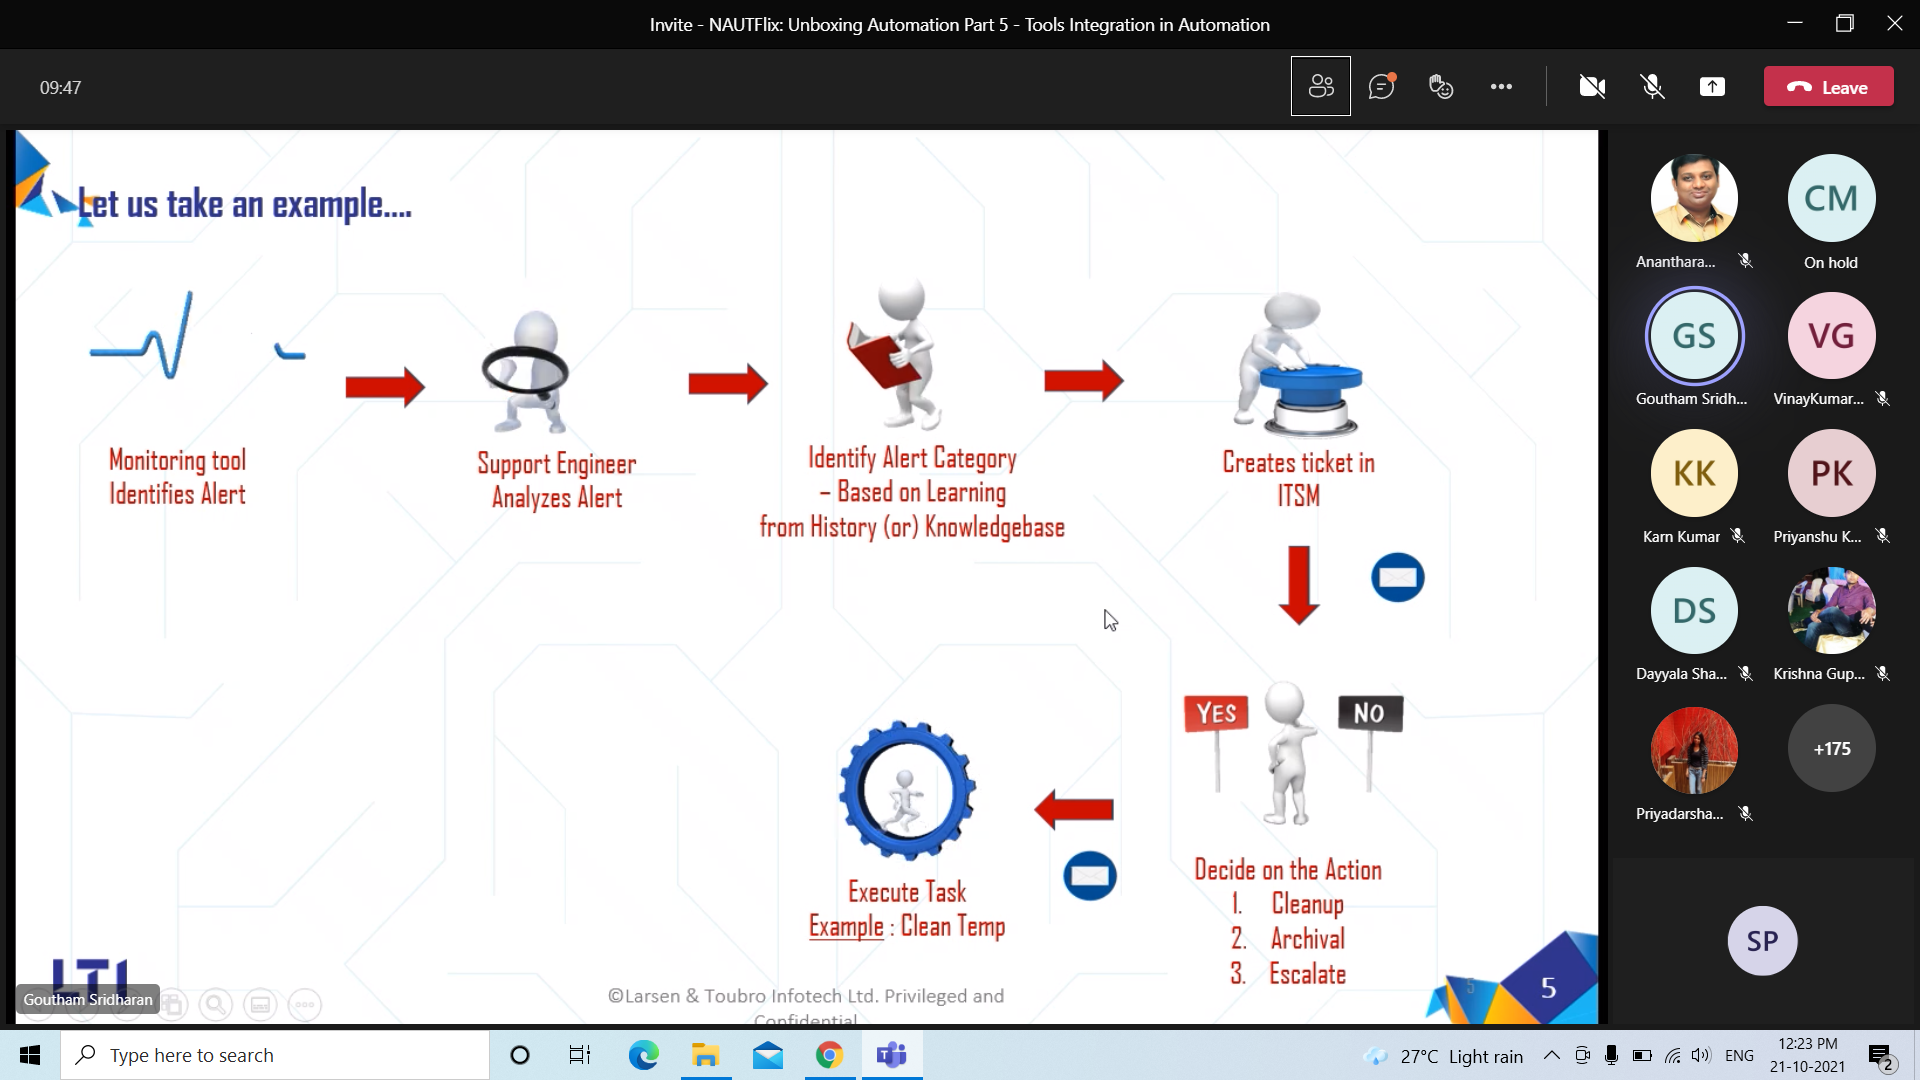 Invite - NAUTFlix: Unboxing Automation Part 5 - Tools Integration in Automation
09:47
Leave
Let us take an example....
Monitoring tool
Identifies Alert
Support Engineer
Analyzes Alert
Identify Alert Category
– Based on Learning
from History (or) Knowledgebase
Creates ticket in
ITSM
YES
NO
Decide on the Action
1. Cleanup
2. Archival
3. Escalate
Execute Task
Example : Clean Temp
LTI
Goutham Sridharan
©Larsen & Toubro Infotech Ltd. Privileged and
Confidential
5
5
Ananthara...
CM
On hold
GS
Goutham Sridh...
VG
VinayKumar...
KK
Karn Kumar
PK
Priyanshu K...
DS
Dayyala Sha...
Krishna Gup...
Priyadarsha...
+175
SP
Type here to search
27°C Light rain
ENG
12:23 PM
21-10-2021
2